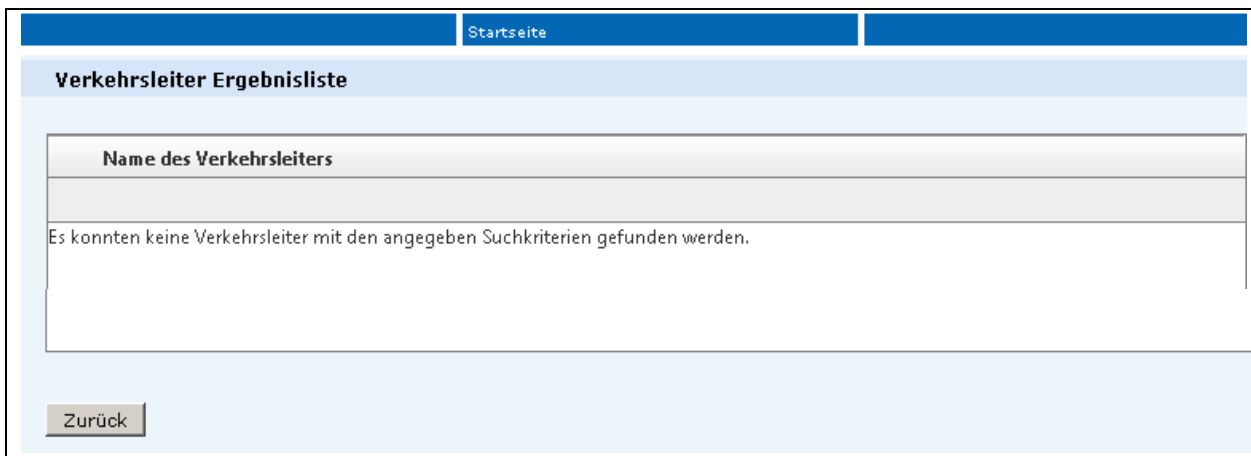 Startseite
Verkehrsleiter Ergebnisliste
Name des Verkehrsleiters
Es konnten keine Verkehrsleiter mit den angegeben Suchkriterien gefunden werden.
Zurück